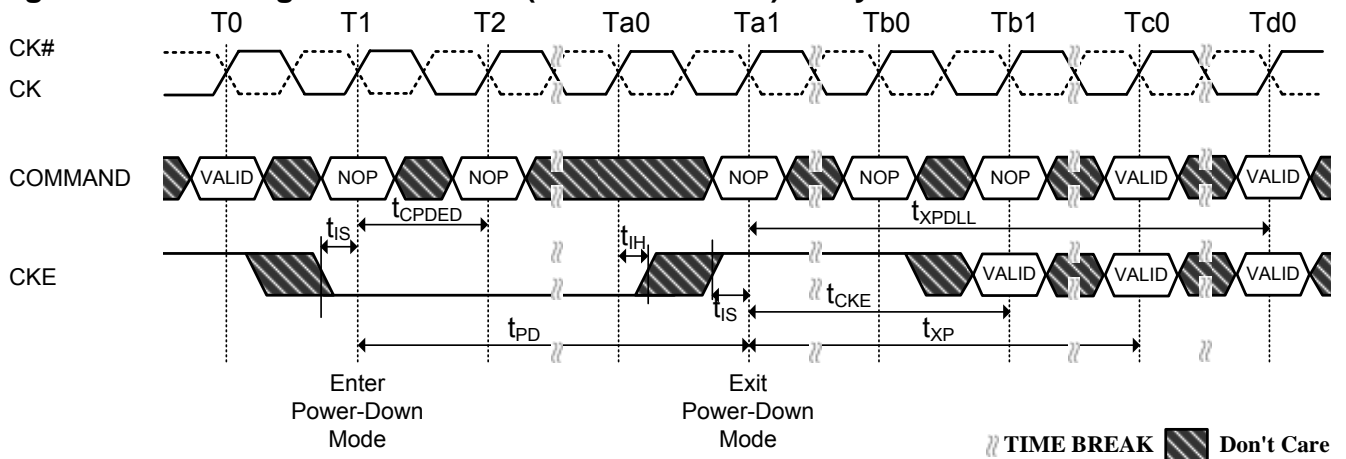 T0 T1 T2 Ta0 Ta1 Tb0 Tb1 Tc0 Td0
CK#
CK
COMMAND
VALID NOP NOP NOP NOP NOP VALID VALID
tCPDED
tXPDLL
tIS
tIH
CKE
VALID VALID VALID
tIS
tCKE
tPD
tXP
Enter
Power-Down
Mode
Exit
Power-Down
Mode
TIME BREAK
Don't Care